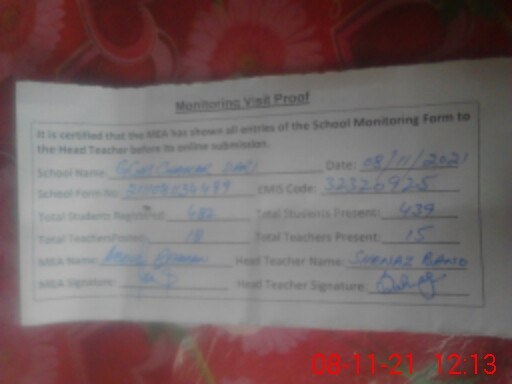 Monitoring Visit Proof
It is certified that the MEA has shown all entries of the School Monitoring Form to
the Head Teacher before its online submission.
School Name Date: 08/11/2021
School Form No: EMIS Code: 32326925
Total Students Registered: 482 Total Students Present: 439
Total Teachers Posted: 18 Total Teachers Present: 15
MEA Name: Abdul Head Teacher Name: SHENAZ BANO
MEA Signature: Head Teacher Signature:
08-11-21 12:13